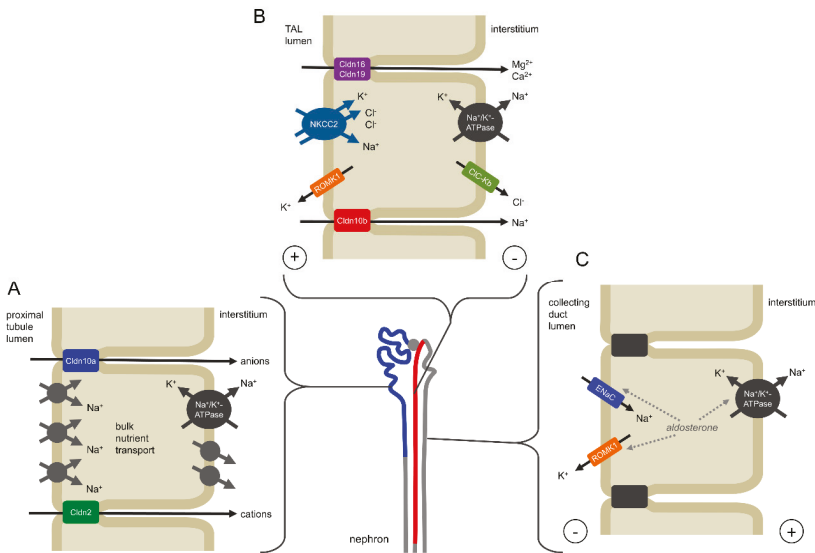 B
TAL
lumen
interstitium
Cldn16
Cldn19
Mg²⁺
Ca²⁺
K⁺
Cl⁻
Cl⁻
NKCC2
Na⁺
K⁺
Na⁺
Na⁺/K⁺-
ATPase
ROMK1
K⁺
ClC-Kb
Cl⁻
Cldn10b
Na⁺
+
-
A
proximal
tubule
lumen
interstitium
Cldn10a
anions
K⁺
Na⁺
Na⁺/K⁺-
ATPase
Na⁺
bulk
nutrient
transport
Na⁺
Na⁺
Cldn2
cations
nephron
C
collecting
duct
lumen
interstitium
K⁺
Na⁺
Na⁺/K⁺-
ATPase
ENaC
Na⁺
aldosterone
ROMK1
K⁺
-
+